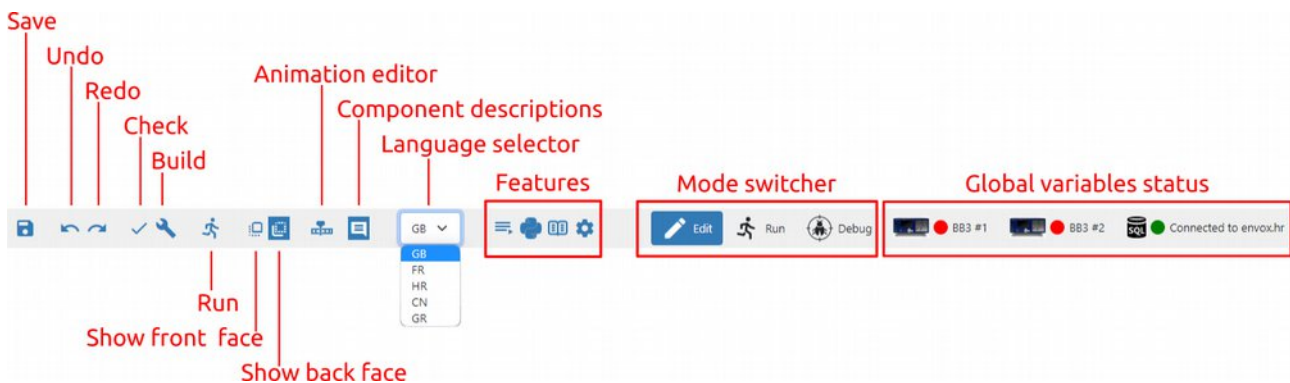 Save
Undo
Redo
Check
Build
Animation editor
Component descriptions
Language selector
Features
Mode switcher
Global variables status
GB
Edit
Run
Debug
BB3 #1
BB3 #2
SQL
Connected to envox.hr
GB
FR
HR
CN
GR
Run
Show front face
Show back face